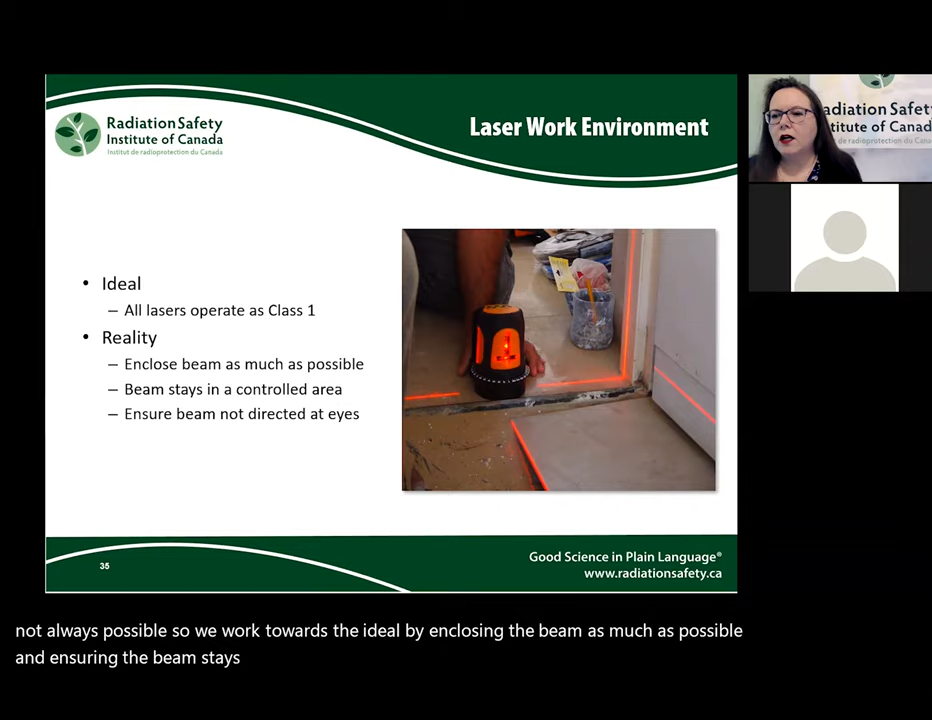 Radiation Safety
Institute of Canada
Institut de radioprotection du Canada
Laser Work Environment
• Ideal
– All lasers operate as Class 1
• Reality
– Enclose beam as much as possible
– Beam stays in a controlled area
– Ensure beam not directed at eyes
35
Good Science in Plain Language®
www.radiationsafety.ca
adiation Safet
titute of Canad
de radioprotection du Cana
not always possible so we work towards the ideal by enclosing the beam as much as possible
and ensuring the beam stays